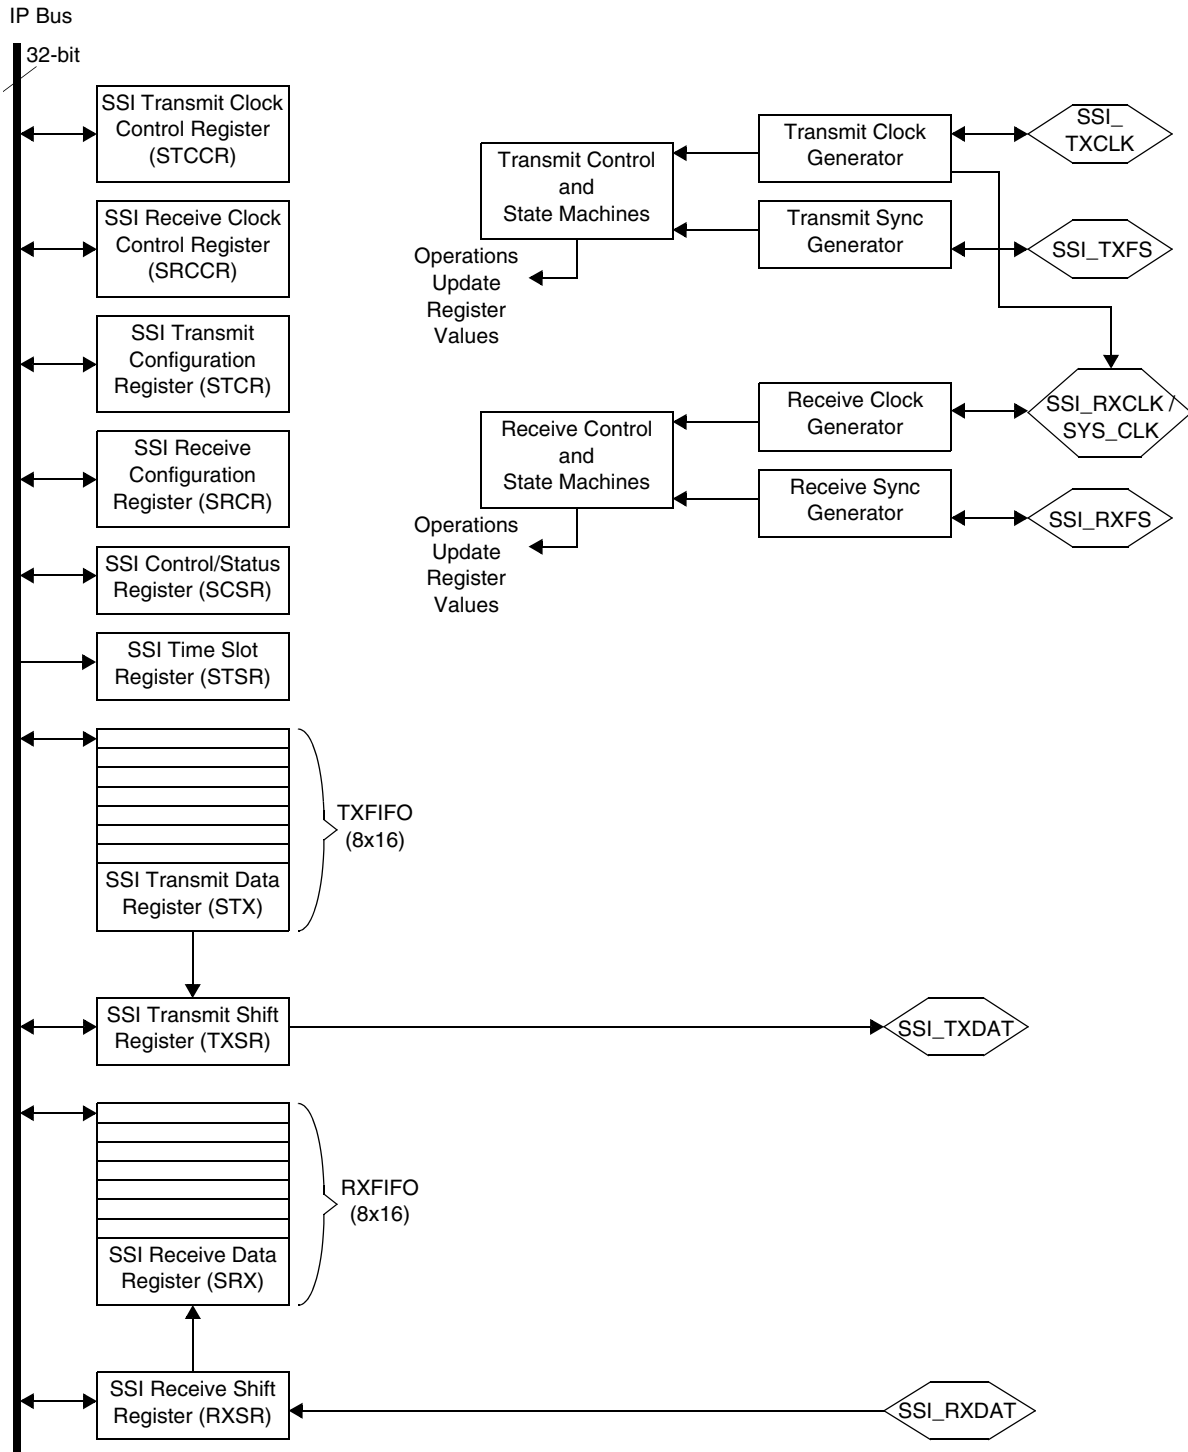 IP Bus
32-bit
SSI Transmit Clock
Control Register
(STCCR)
SSI Receive Clock
Control Register
(SRCCR)
SSI Transmit
Configuration
Register (STCR)
SSI Receive
Configuration
Register (SRCR)
SSI Control/Status
Register (SCSR)
SSI Time Slot
Register (STSR)
Transmit Control
and
State Machines
Operations
Update
Register
Values
Transmit Clock
Generator
Transmit Sync
Generator
SSI_
TXCLK
SSI_TXFS
Receive Control
and
State Machines
Operations
Update
Register
Values
Receive Clock
Generator
Receive Sync
Generator
SSI_RXCLK /
SYS_CLK
SSI_RXFS
TXFIFO
(8x16)
SSI Transmit Data
Register (STX)
SSI Transmit Shift
Register (TXSR)
SSI_TXDAT
RXFIFO
(8x16)
SSI Receive Data
Register (SRX)
SSI Receive Shift
Register (RXSR)
SSI_RXDAT